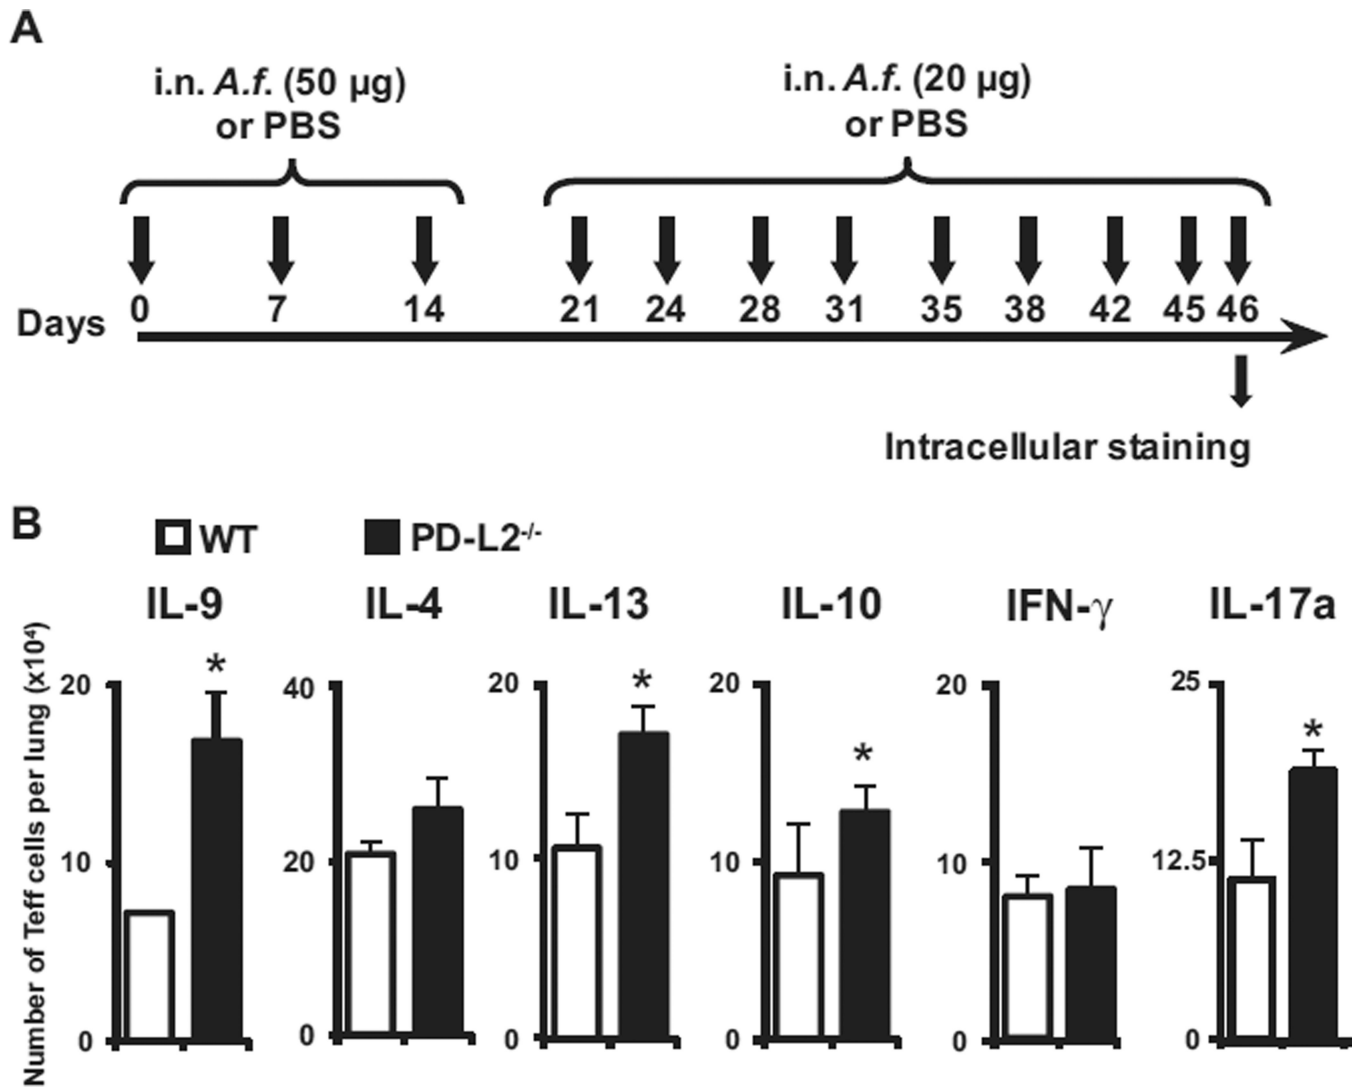 A
i.n. A.f. (50 µg)
or PBS
i.n. A.f. (20 µg)
or PBS
Days 0 7 14 21 24 28 31 35 38 42 45 46
Intracellular staining
B
WT PD-L2-/-
IL-9 IL-4 IL-13 IL-10 IFN-γ IL-17a
Number of Teff cells per lung (x10⁴)
20 10 0
*
40 20 0
20 10 0
*
20 10 0
*
20 10 0
25 12.5 0
*